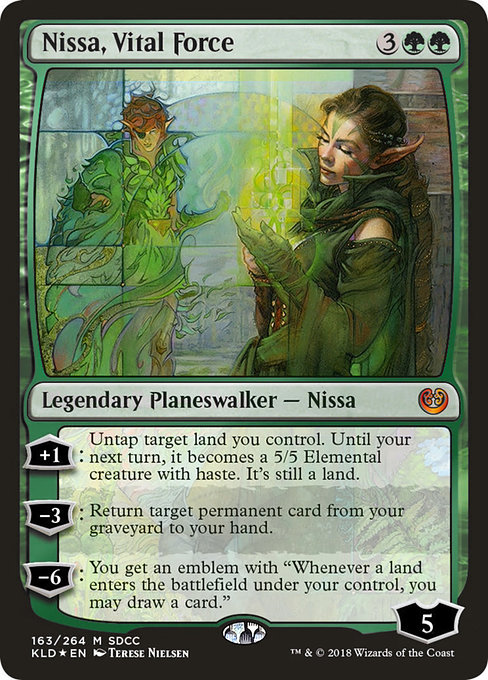 Nissa, Vital Force 3
Legendary Planeswalker — Nissa
+1: Untap target land you control. Until your
next turn, it becomes a 5/5 Elemental
creature with haste. It's still a land.
−3: Return target permanent card from your
graveyard to your hand.
−6: You get an emblem with “Whenever a land
enters the battlefield under your control, you
may draw a card.”
5
163/264 M SDCC
KLD★EN Terese Nielsen
™ & © 2018 Wizards of the Coast